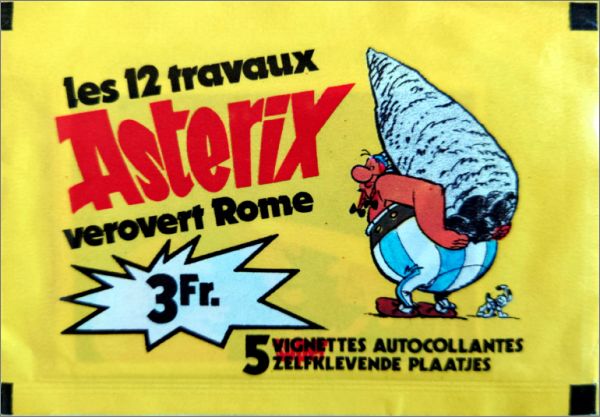 les 12 travaux
Asterix
verovert Rome
3Fr.
5 VIGNETTES AUTOCOLLANTES
ZELFKLEVENDE PLAATJES